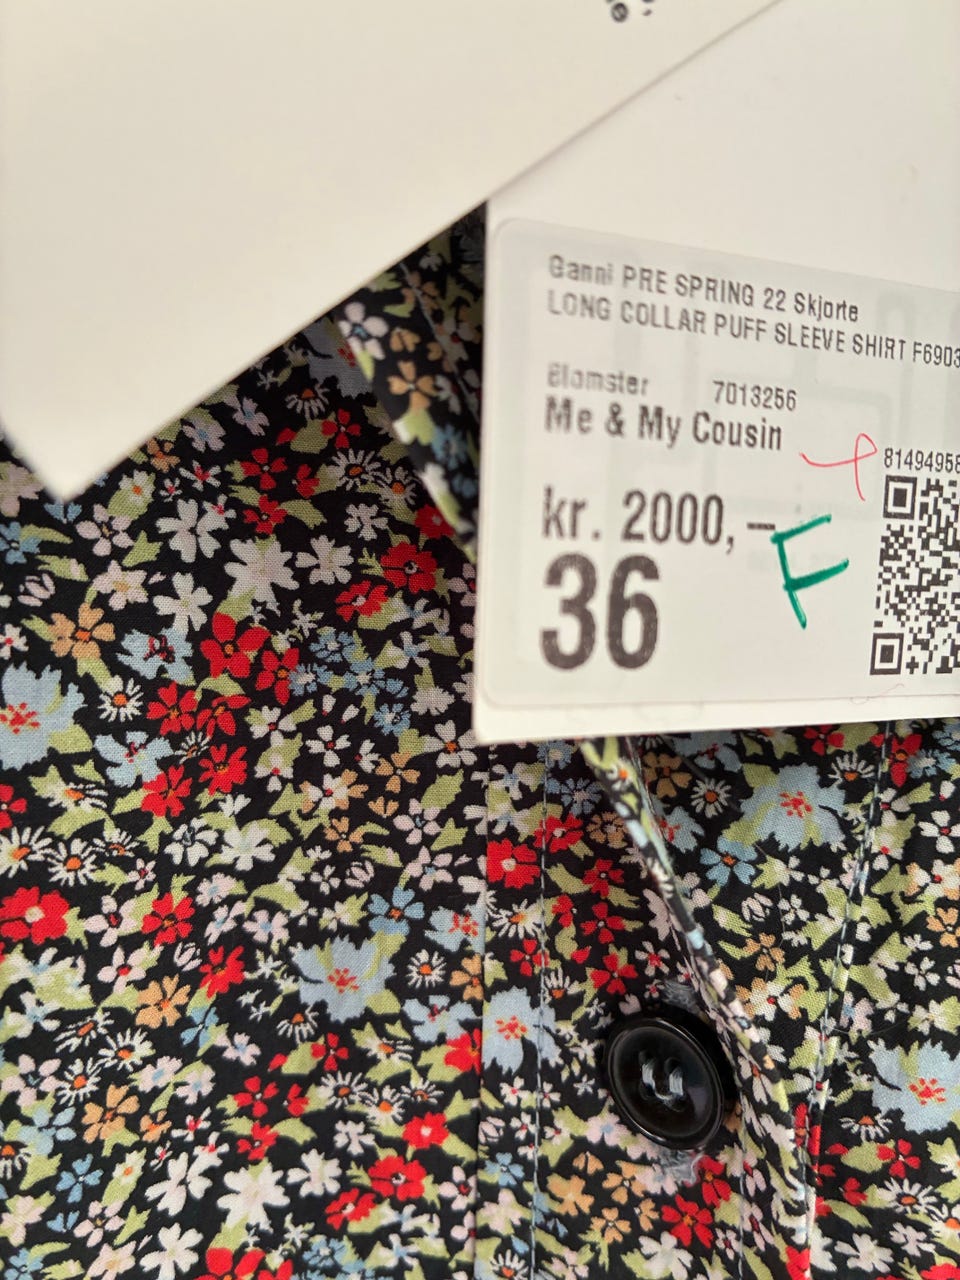 Ganni PRE SPRING 22 Skjorte
LONG COLLAR PUFF SLEEVE SHIRT F6903
Blomster 7013256
Me & My Cousin
8149495
kr. 2000,-
F
36